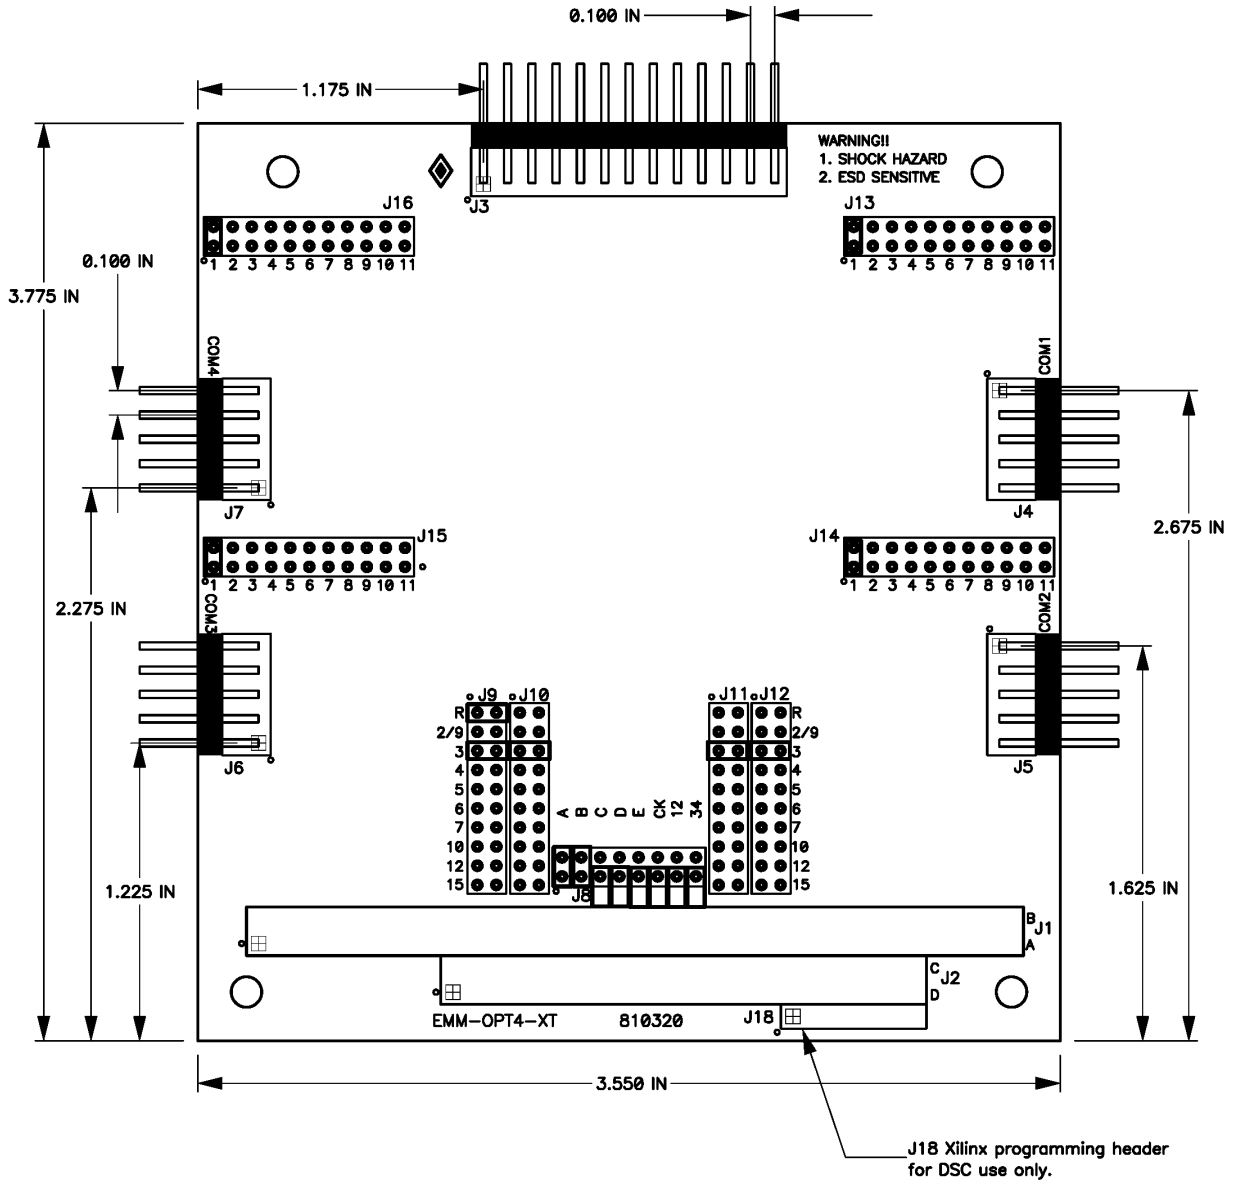 0.100 IN
1.175 IN
WARNING!!
1. SHOCK HAZARD
2. ESD SENSITIVE
J3
J16
J13
1 2 3 4 5 6 7 8 9 10 11
1 2 3 4 5 6 7 8 9 10 11
0.100 IN
3.775 IN
COM4
COM1
J7
J4
2.675 IN
J15
J14
1 2 3 4 5 6 7 8 9 10 11
1 2 3 4 5 6 7 8 9 10 11
2.275 IN
COM3
COM2
J6
J5
J9 J10
J11 J12
R
2/9
3
4
5
6
7
10
12
15
R
2/9
3
4
5
6
7
10
12
15
A B C D E CK 12 34
J8
1.225 IN
1.625 IN
B
A
J1
C
D
J2
EMM-OPT4-XT
810320
J18
3.550 IN
J18 Xilinx programming header
for DSC use only.